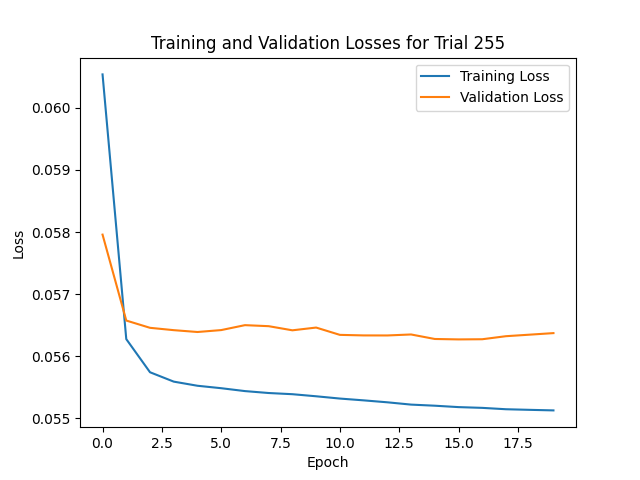 Training and Validation Losses for Trial 255
Training Loss
Validation Loss
0.060
0.059
0.058
0.057
0.056
0.055
Loss
0.0 2.5 5.0 7.5 10.0 12.5 15.0 17.5
Epoch